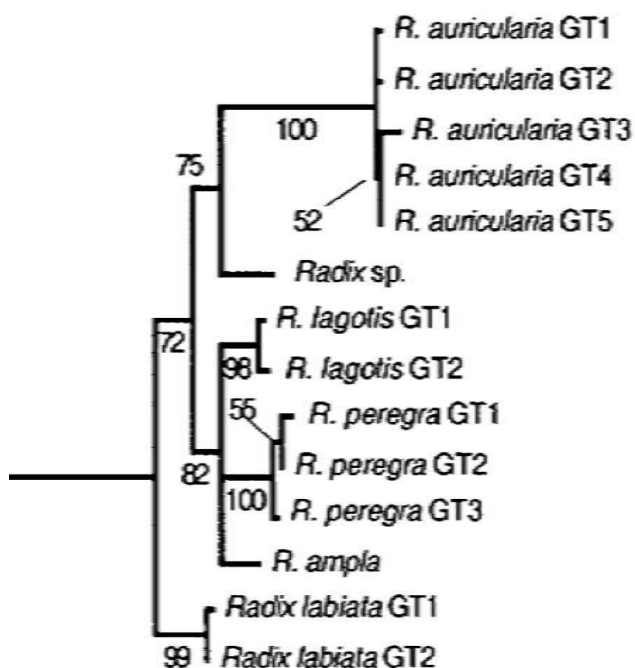 R. auricularia GT1
R. auricularia GT2
100
R. auricularia GT3
75
R. auricularia GT4
52
R. auricularia GT5
Radix sp.
R. lagotis GT1
72
98
R. lagotis GT2
55
R. peregra GT1
82
R. peregra GT2
100
R. peregra GT3
R. ampla
Radix labiata GT1
99
Radix labiata GT2